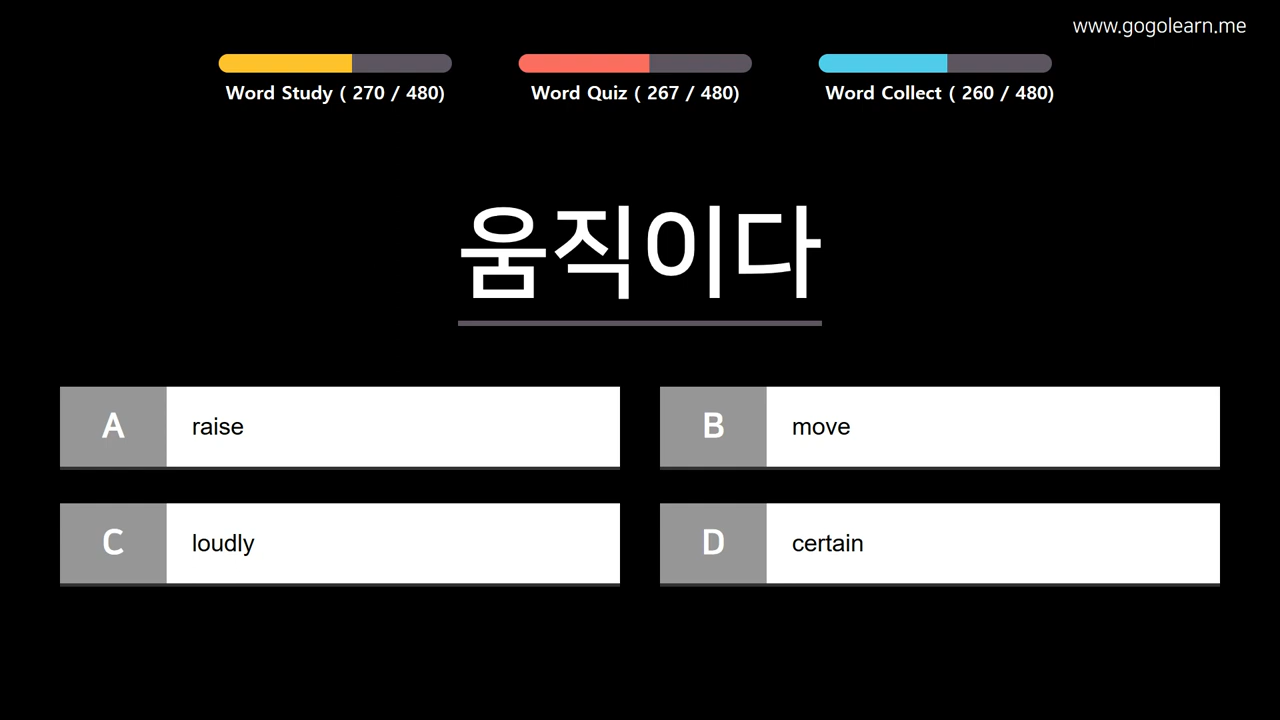 www.gogolearn.me
Word Study ( 270 / 480)
Word Quiz ( 267 / 480)
Word Collect ( 260 / 480)
움직이다
A raise
B move
C loudly
D certain